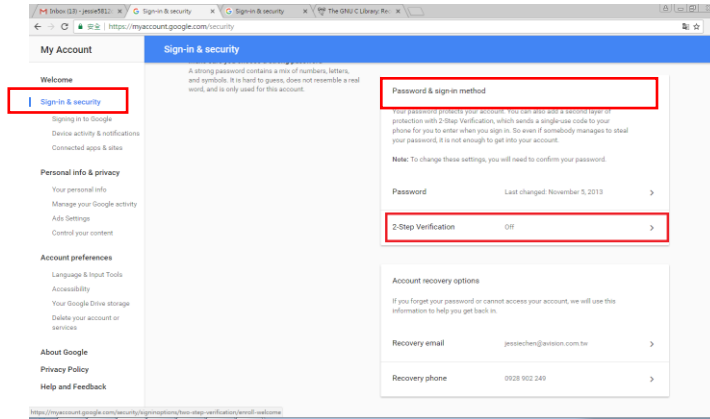 Inbox (13) - jessie5812
Sign-in & security
Sign-in & security
The GNU C Library: Re
安全 https://myaccount.google.com/security
My Account
Sign-in & security
Welcome
Sign-in & security
Signing in to Google
Device activity & notifications
Connected apps & sites
Personal info & privacy
Your personal info
Manage your Google activity
Ads Settings
Control your content
Account preferences
Language & Input Tools
Accessibility
Your Google Drive storage
Delete your account or
services
About Google
Privacy Policy
Help and Feedback
A strong password contains a mix of numbers, letters,
and symbols. It is hard to guess, does not resemble a real
word, and is only used for this account.
Password & sign-in method
Your password protects your account. You can also add a second layer of
protection with 2-Step Verification, which sends a single-use code to your
phone for you to enter when you sign in. So even if somebody manages to steal
your password, it is not enough to get into your account.
Note: To change these settings, you will need to confirm your password.
Password Last changed: November 5, 2013
2-Step Verification Off
Account recovery options
If you forget your password or cannot access your account, we will use this
information to help you get back in.
Recovery email jessiechen@avision.com.tw
Recovery phone 0928 902 249
https://myaccount.google.com/security/signinoptions/two-step-verification/enroll-welcome